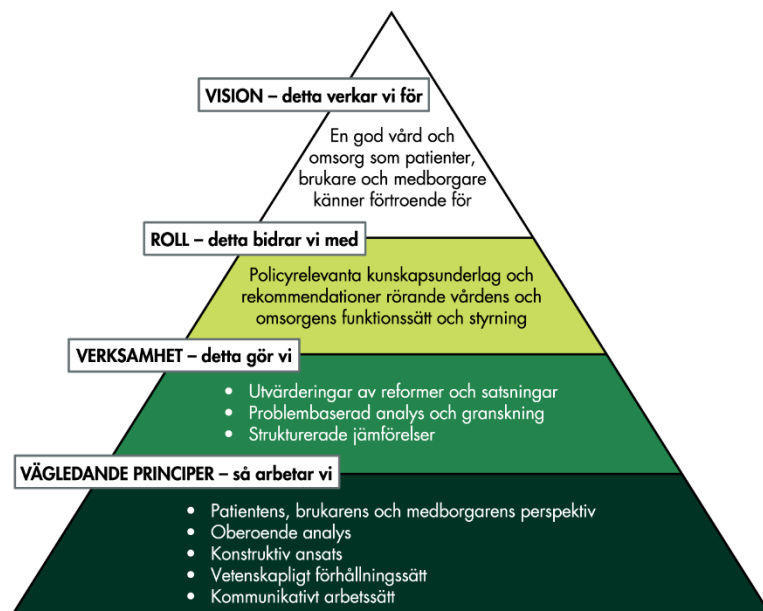 VISION – detta verkar vi för
En god vård och
omsorg som patienter,
brukare och medborgare
känner förtroende för
ROLL – detta bidrar vi med
Policyrelevanta kunskapsunderlag och
rekommendationer rörande vårdens och
omsorgens funktionssätt och styrning
VERKSAMHET – detta gör vi
• Utvärderingar av reformer och satsningar
• Problembaserad analys och granskning
• Strukturerade jämförelser
VÄGLEDANDE PRINCIPER – så arbetar vi
• Patientens, brukarens och medborgarens perspektiv
• Oberoende analys
• Konstruktiv ansats
• Vetenskapligt förhållningssätt
• Kommunikativt arbetssätt